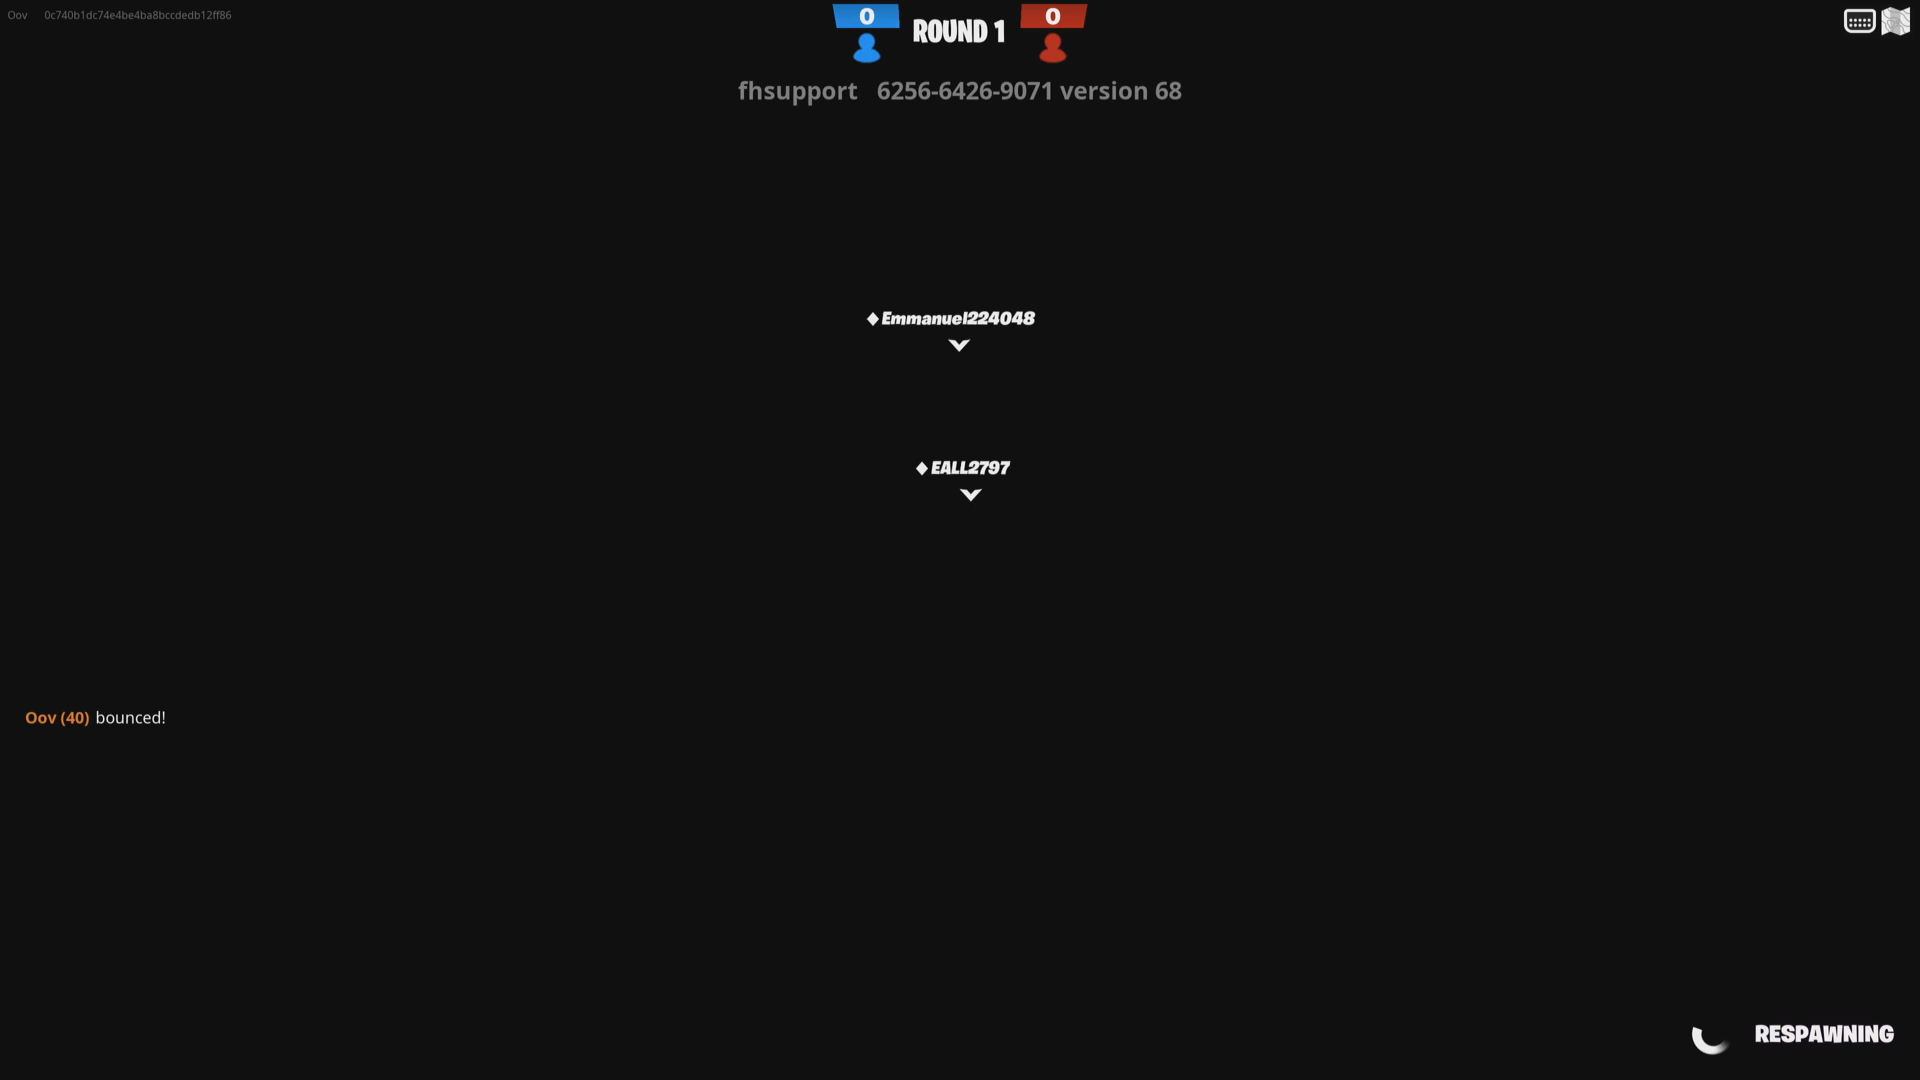 Oov 0c740b1dc74e4be4ba8bccdedb12ff86
0 ROUND 1 0
fhsupport 6256-6426-9071 version 68
Emmanuel224048
EALL2797
Oov (40) bounced!
RESPAWNING